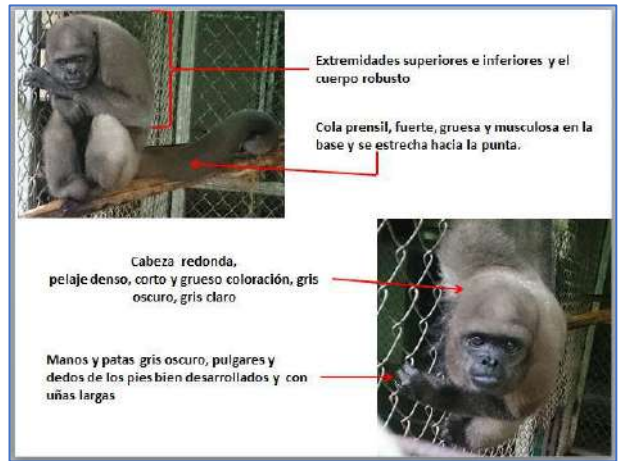 Extremidades superiores e inferiores y el
cuerpo robusto
Cola prensil, fuerte, gruesa y musculosa en la
base y se estrecha hacia la punta.
Cabeza redonda,
pelaje denso, corto y grueso coloración, gris
oscuro, gris claro
Manos y patas gris oscuro, pulgares y
dedos de los pies bien desarrollados y con
uñas largas